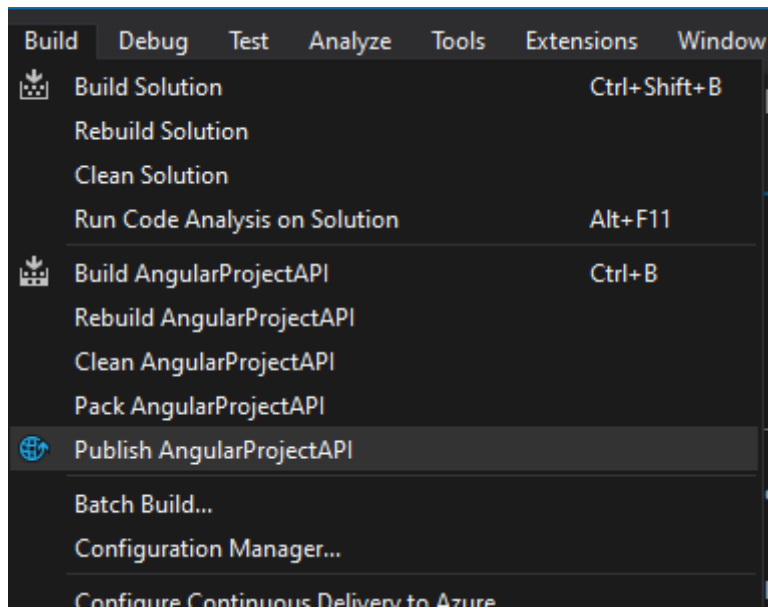 Build Debug Test Analyze Tools Extensions Window
Build Solution Ctrl+Shift+B
Rebuild Solution
Clean Solution
Run Code Analysis on Solution Alt+F11
Build AngularProjectAPI Ctrl+B
Rebuild AngularProjectAPI
Clean AngularProjectAPI
Pack AngularProjectAPI
Publish AngularProjectAPI
Batch Build...
Configuration Manager...
Configure Continuous Delivery to Azure